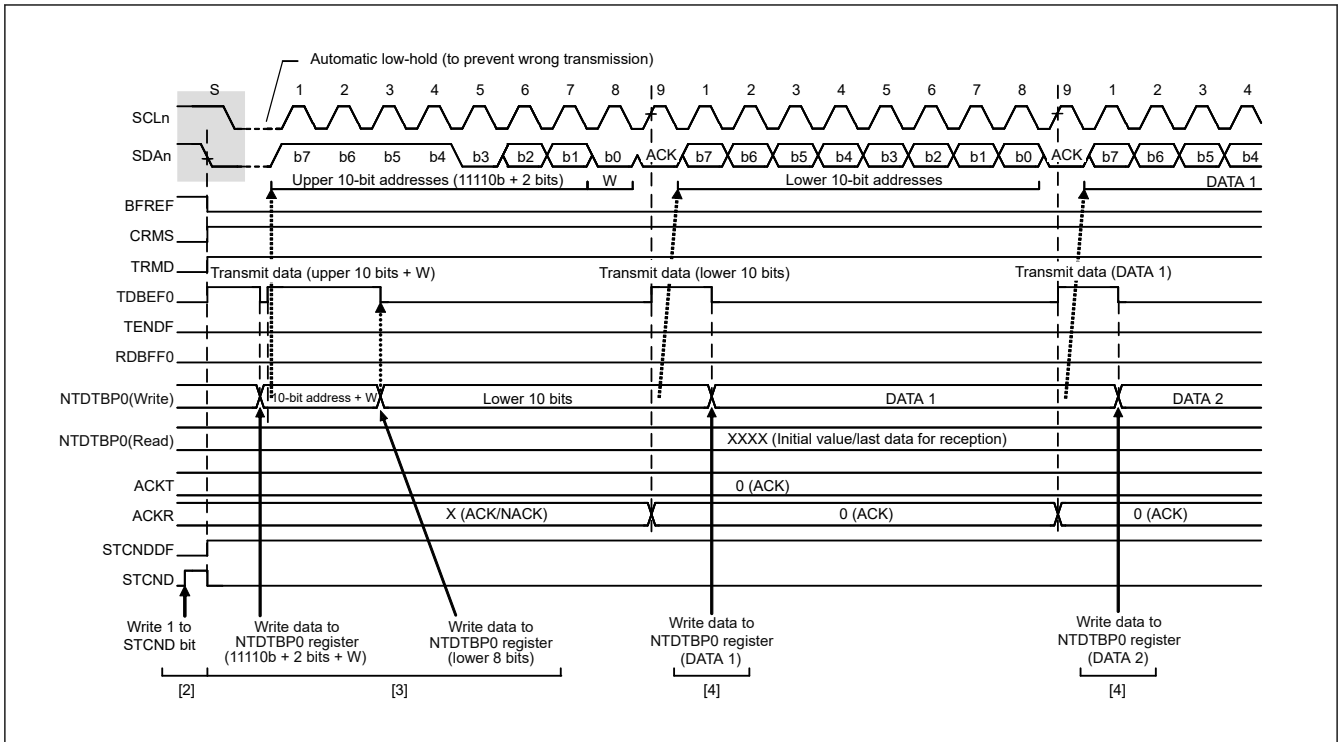 Automatic low-hold (to prevent wrong transmission)
S 1 2 3 4 5 6 7 8 9 1 2 3 4 5 6 7 8 9 1 2 3 4
SCLn
SDAn b7 b6 b5 b4 b3 b2 b1 b0 ACK b7 b6 b5 b4 b3 b2 b1 b0 ACK b7 b6 b5 b4
Upper 10-bit addresses (11110b + 2 bits) W Lower 10-bit addresses DATA 1
BFREF
CRMS
TRMD
Transmit data (upper 10 bits + W) Transmit data (lower 10 bits) Transmit data (DATA 1)
TDBEF0
TENDF
RDBFF0
NTDTBP0(Write) 10-bit address + W Lower 10 bits DATA 1 DATA 2
NTDTBP0(Read) XXXX (Initial value/last data for reception)
ACKT 0 (ACK)
ACKR X (ACK/NACK) 0 (ACK) 0 (ACK)
STCNDDF
STCND
Write 1 to
STCND bit
Write data to
NTDTBP0 register
(11110b + 2 bits + W)
Write data to
NTDTBP0 register
(lower 8 bits)
Write data to
NTDTBP0 register
(DATA 1)
Write data to
NTDTBP0 register
(DATA 2)
[2] [3] [4] [4]